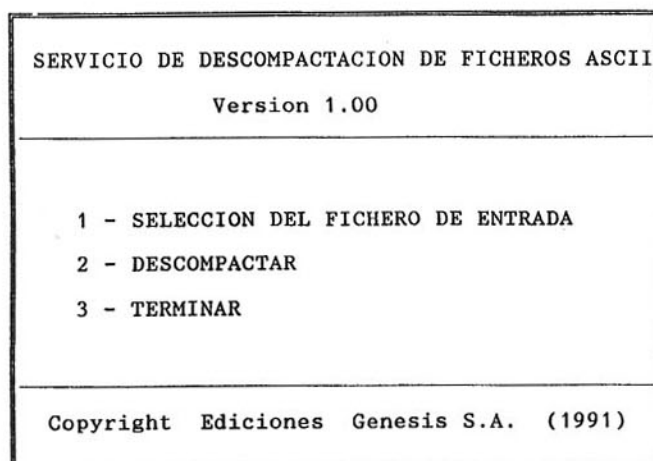 SERVICIO DE DESCOMPACTACION DE FICHEROS ASCII
Version 1.00
1 - SELECCION DEL FICHERO DE ENTRADA
2 - DESCOMPACTAR
3 - TERMINAR
Copyright Ediciones Genesis S.A. (1991)